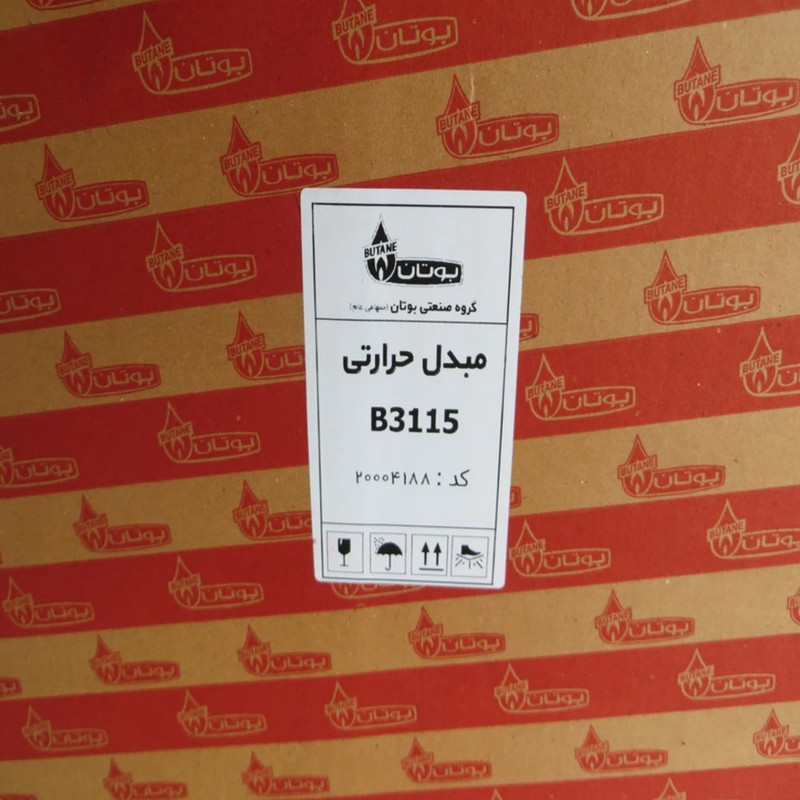 BUTANE
بوتان
گروه صنعتی بوتان (سهامی عام)
مبدل حرارتی
B3115
کد : ۲۰۰۰۴۱۸۸